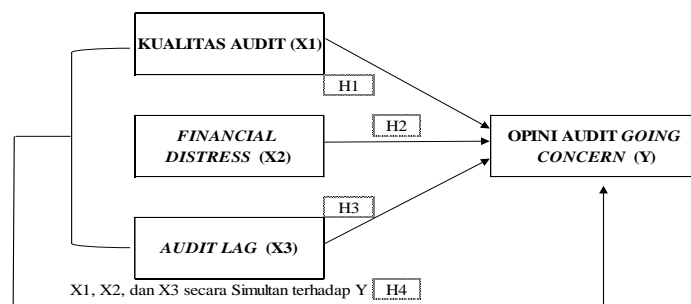 KUALITAS AUDIT (X1)
H1
FINANCIAL
DISTRESS (X2)
H2
OPINI AUDIT GOING
CONCERN (Y)
H3
AUDIT LAG (X3)
X1, X2, dan X3 secara Simultan terhadap Y H4